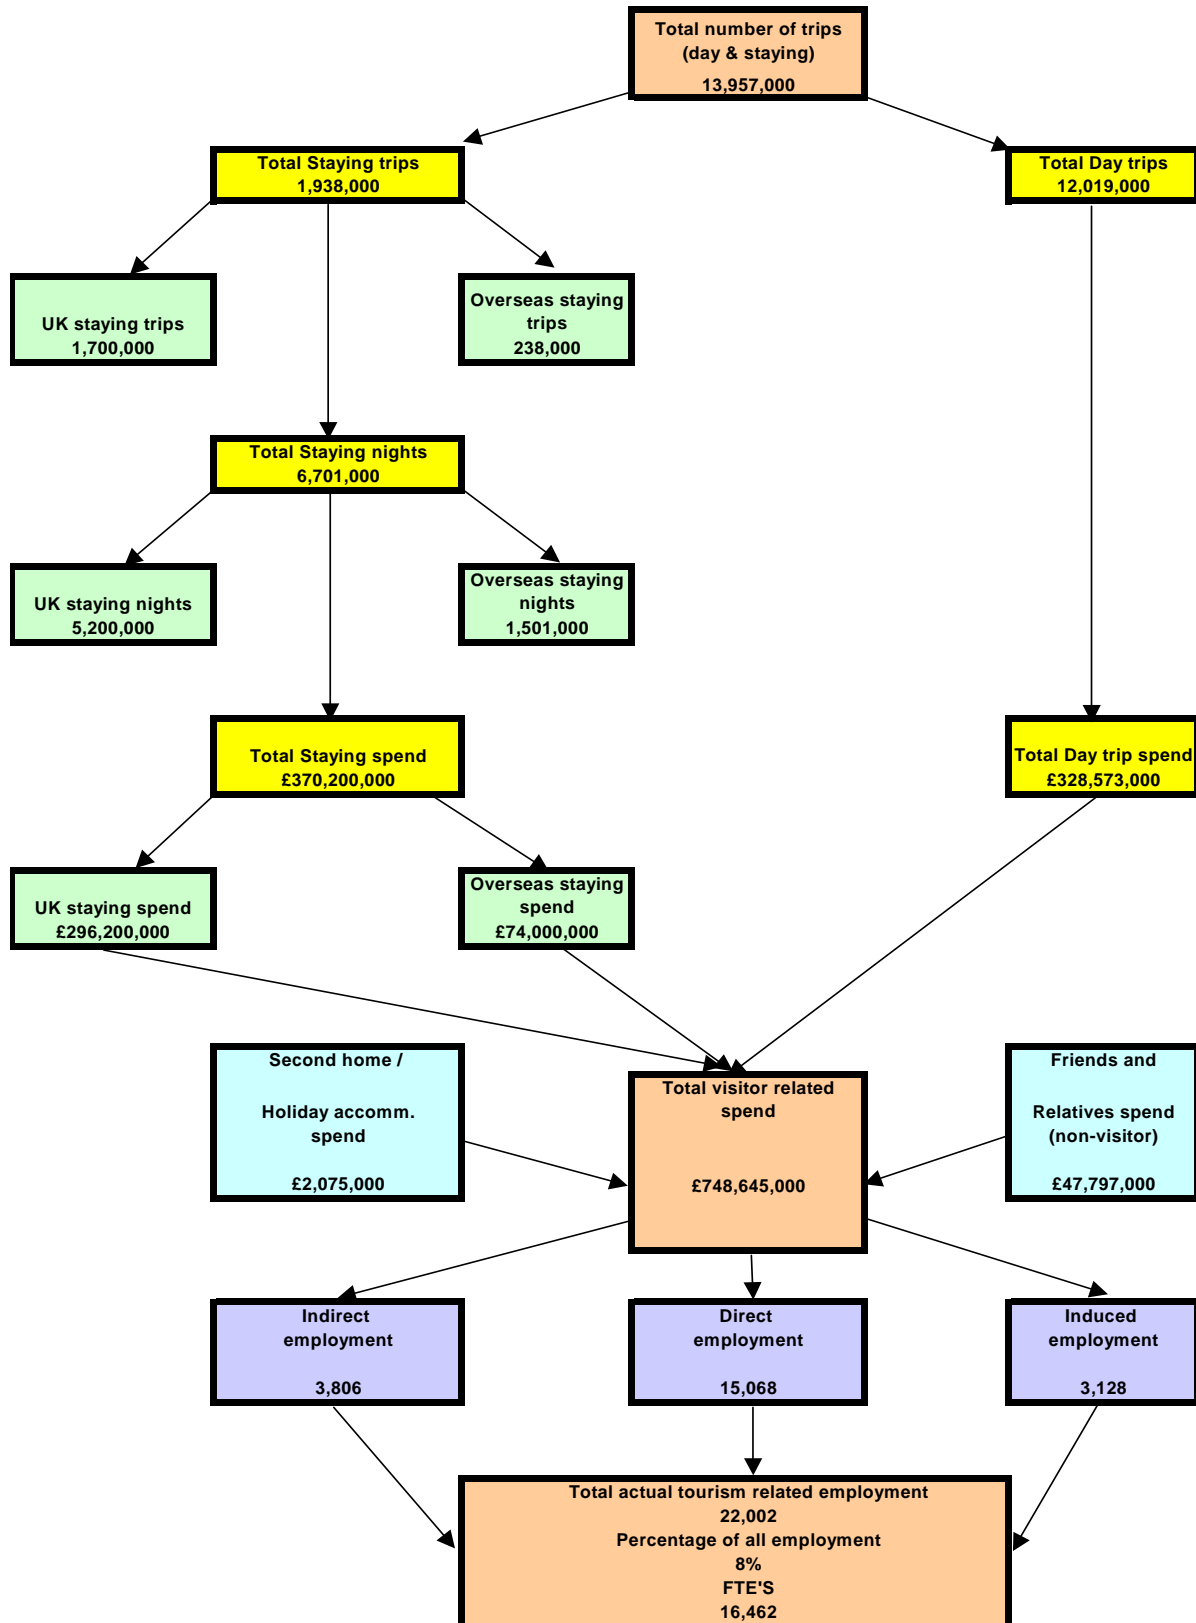 Total number of trips
(day & staying)
13,957,000
Total Staying trips
1,938,000
Total Day trips
12,019,000
UK staying trips
1,700,000
Overseas staying
trips
238,000
Total Staying nights
6,701,000
UK staying nights
5,200,000
Overseas staying
nights
1,501,000
Total Staying spend
£370,200,000
Total Day trip spend
£328,573,000
UK staying spend
£296,200,000
Overseas staying
spend
£74,000,000
Second home /
Holiday accomm.
spend
£2,075,000
Total visitor related
spend
£748,645,000
Friends and
Relatives spend
(non-visitor)
£47,797,000
Indirect
employment
3,806
Direct
employment
15,068
Induced
employment
3,128
Total actual tourism related employment
22,002
Percentage of all employment
8%
FTE'S
16,462